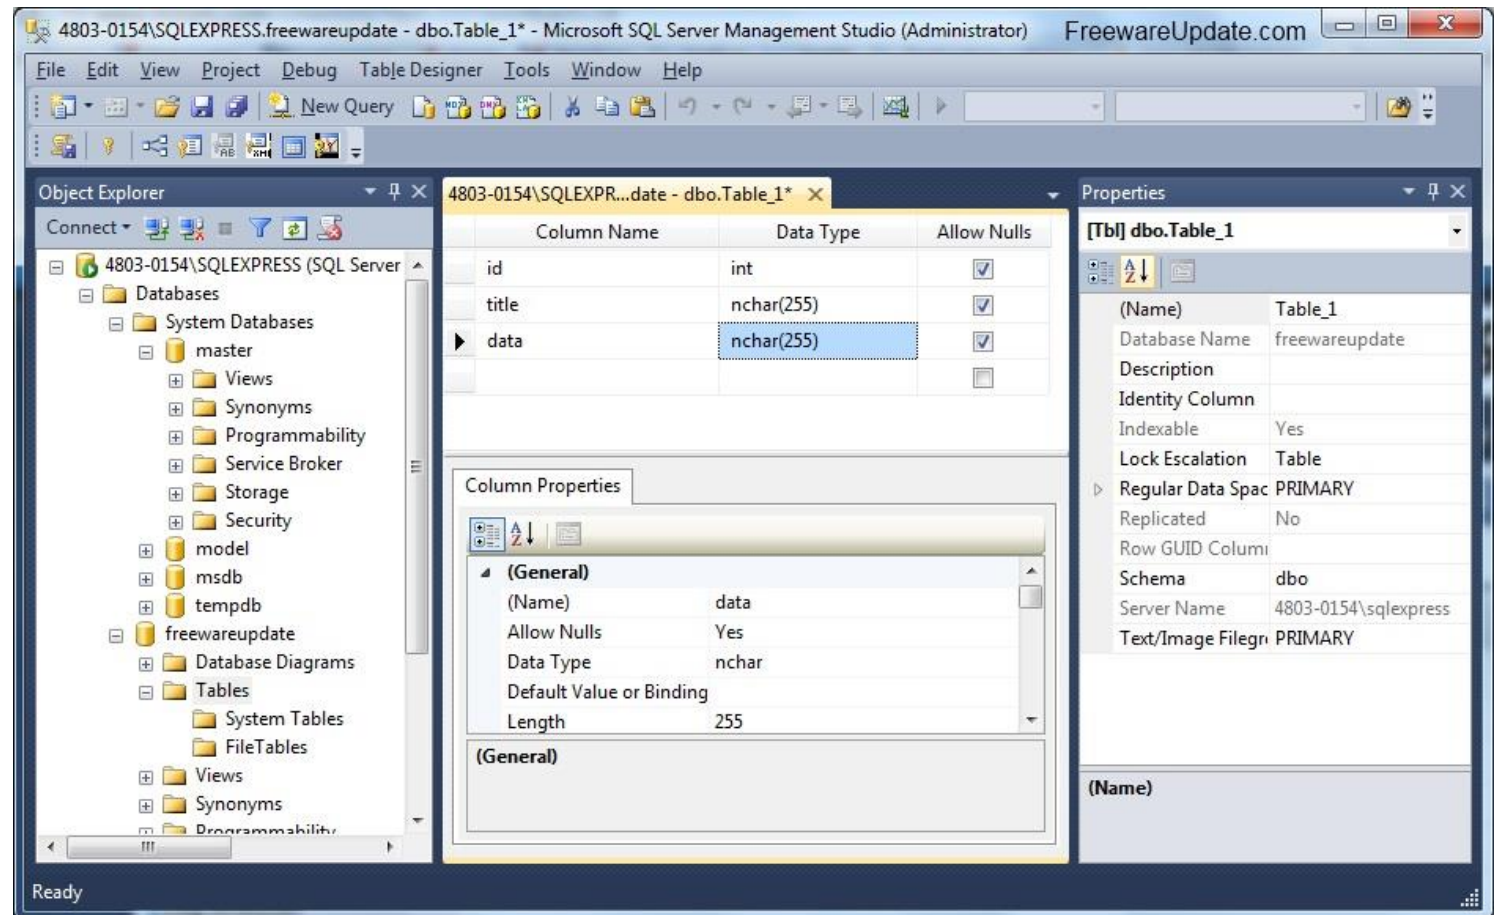 4803-0154\SQLEXPRESS.freewareupdate - dbo.Table_1* - Microsoft SQL Server Management Studio (Administrator)
FreewareUpdate.com
File Edit View Project Debug Table Designer Tools Window Help
New Query
Object Explorer
Connect
4803-0154\SQLEXPRESS (SQL Server
Databases
System Databases
master
Views
Synonyms
Programmability
Service Broker
Storage
Security
model
msdb
tempdb
freewareupdate
Database Diagrams
Tables
System Tables
FileTables
Views
Synonyms
Programmability
4803-0154\SQLEXPR...date - dbo.Table_1*
Column Name Data Type Allow Nulls
id int
title nchar(255)
data nchar(255)
Column Properties
(General)
(Name) data
Allow Nulls Yes
Data Type nchar
Default Value or Binding
Length 255
(General)
Properties
[Tbl] dbo.Table_1
(Name) Table_1
Database Name freewareupdate
Description
Identity Column
Indexable Yes
Lock Escalation Table
Regular Data Spac PRIMARY
Replicated No
Row GUID Colum
Schema dbo
Server Name 4803-0154\sqlexpress
Text/Image Filegr PRIMARY
(Name)
Ready